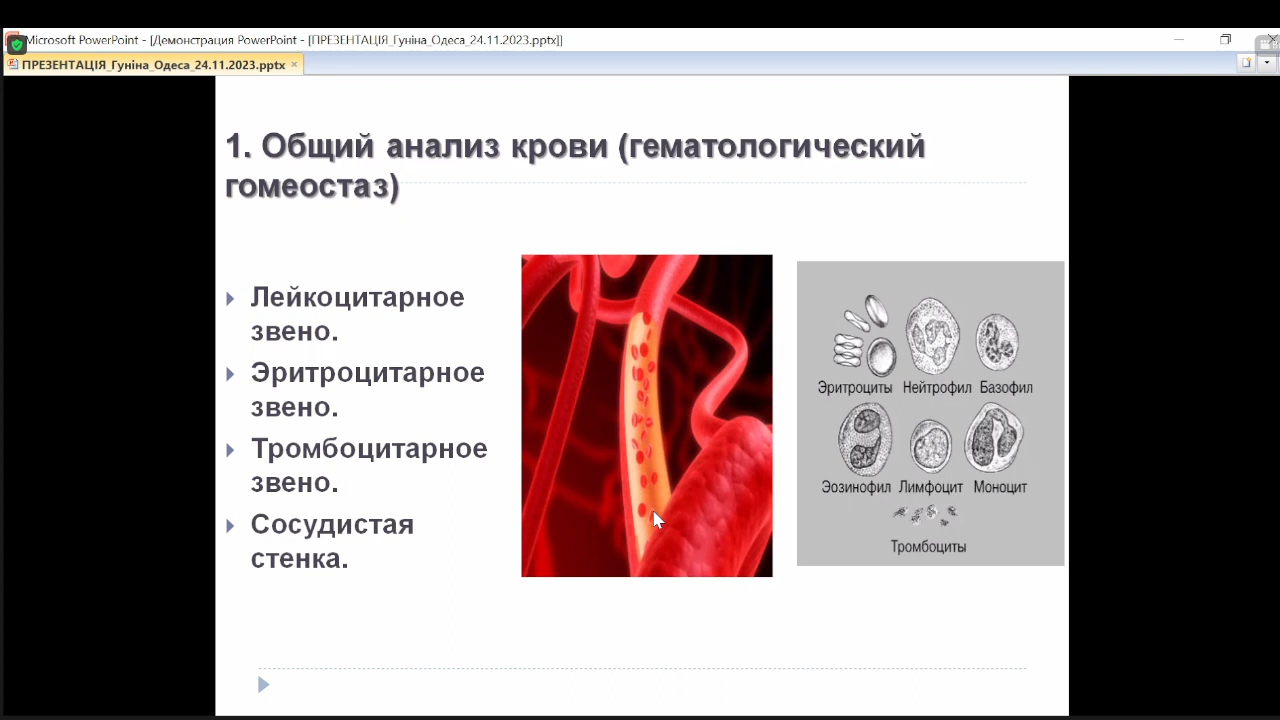 Microsoft PowerPoint - [Демонстрация PowerPoint - [ПРЕЗЕНТАЦІЯ_Гуніна_Одеса_24.11.2023.pptx]]
ПРЕЗЕНТАЦІЯ_Гуніна_Одеса_24.11.2023.pptx
1. Общий анализ крови (гематологический
гомеостаз)
Лейкоцитарное
звено.
Эритроцитарное
звено.
Тромбоцитарное
звено.
Сосудистая
стенка.
Эритроциты Нейтрофил Базофил
Эозинофил Лимфоцит Моноцит
Тромбоциты